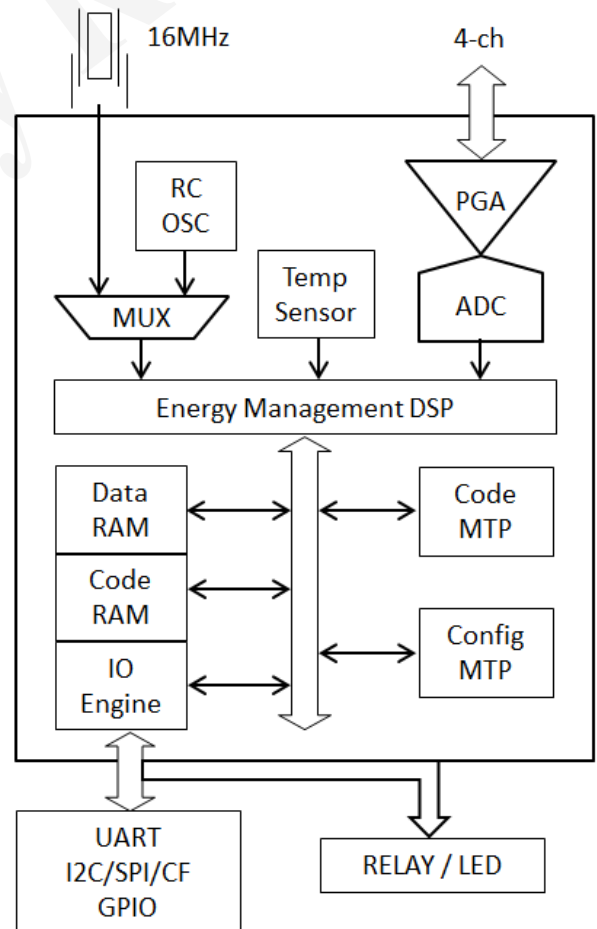 16MHz
4-ch
RC
OSC
PGA
Temp
Sensor
MUX
ADC
Energy Management DSP
Data
RAM
Code
MTP
Code
RAM
Config
MTP
IO
Engine
UART
I2C/SPI/CF
GPIO
RELAY / LED